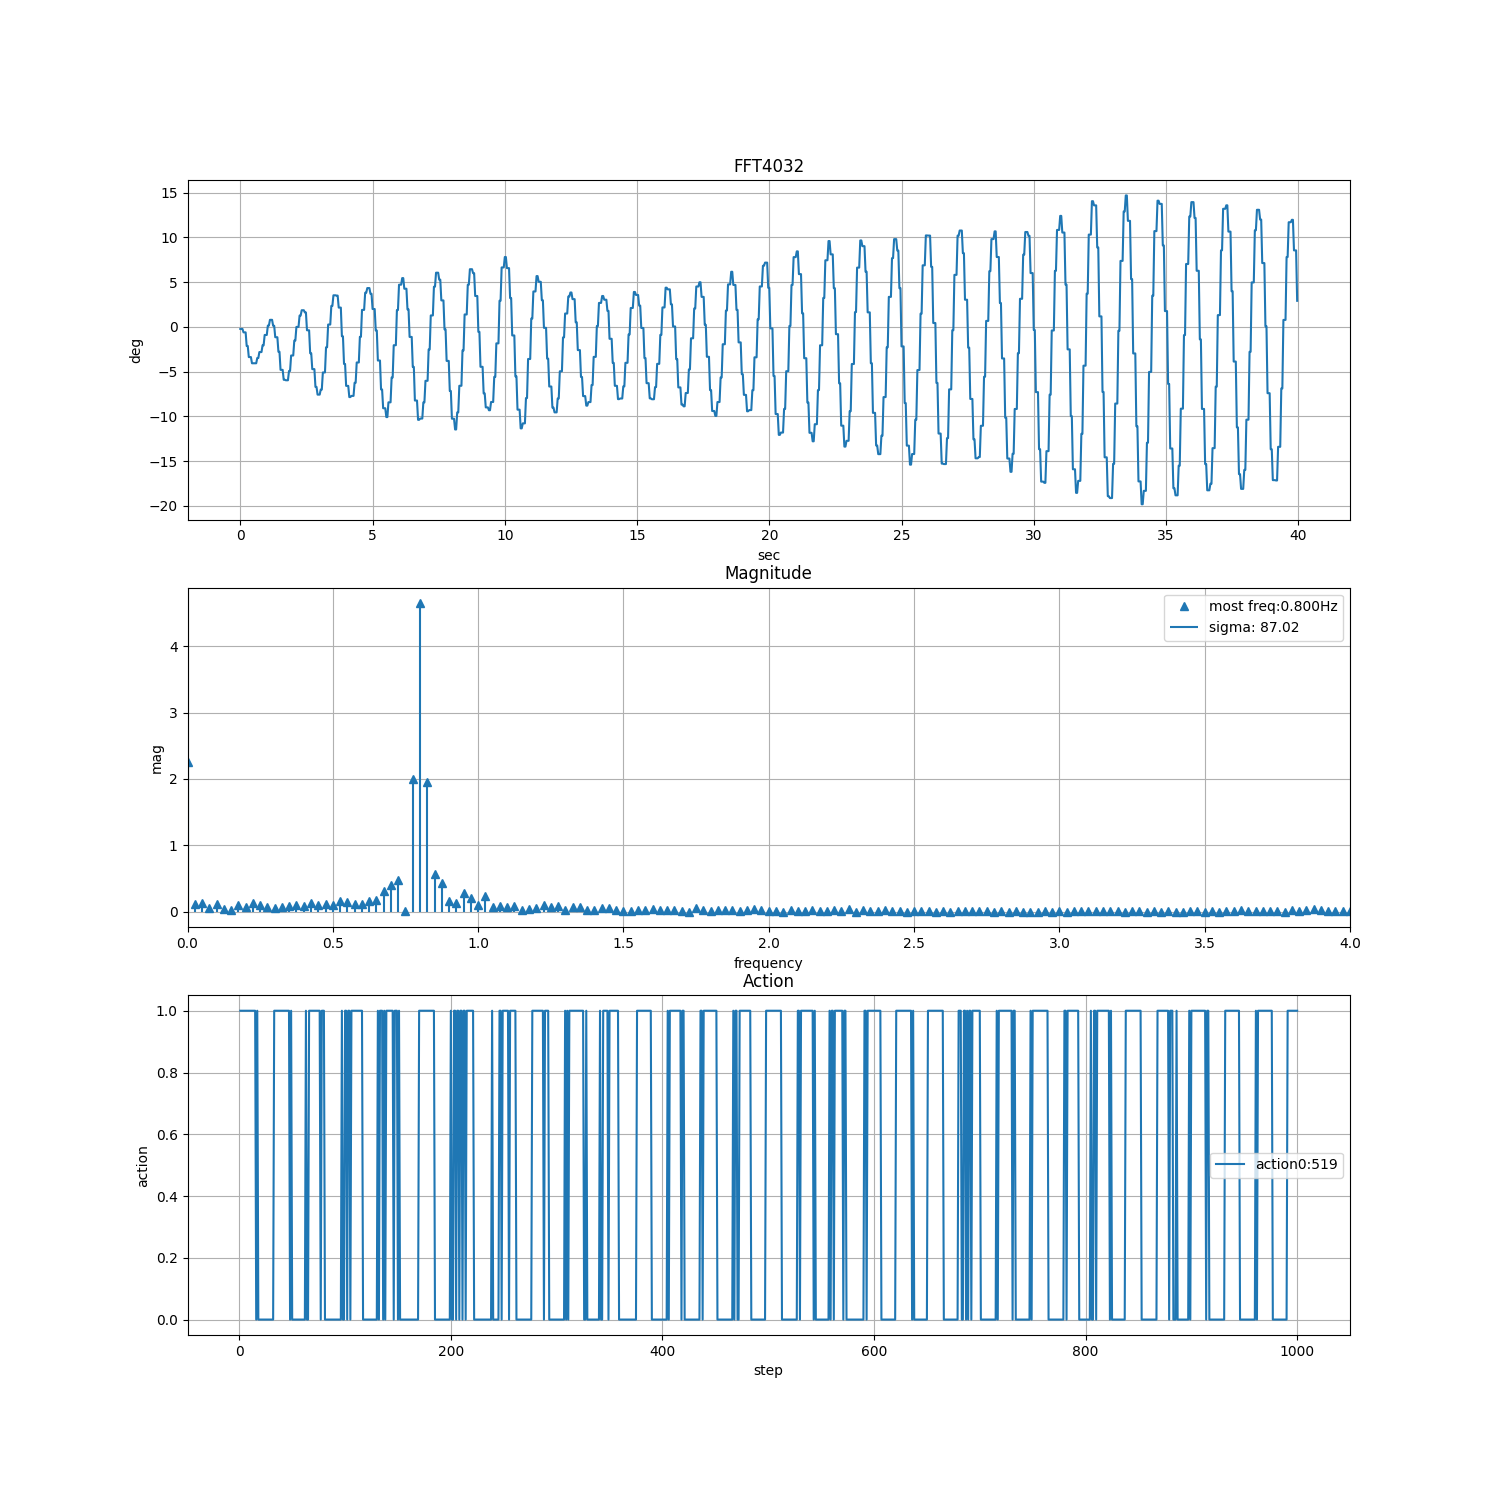 FFT4032
15
10
5
0
−5
−10
−15
−20
deg
0 5 10 15 20 25 30 35 40
sec
Magnitude
most freq:0.800Hz
sigma: 87.02
4
3
2
1
0
mag
0.0 0.5 1.0 1.5 2.0 2.5 3.0 3.5 4.0
frequency
Action
1.0
0.8
0.6
0.4
0.2
0.0
action
action0:519
0 200 400 600 800 1000
step